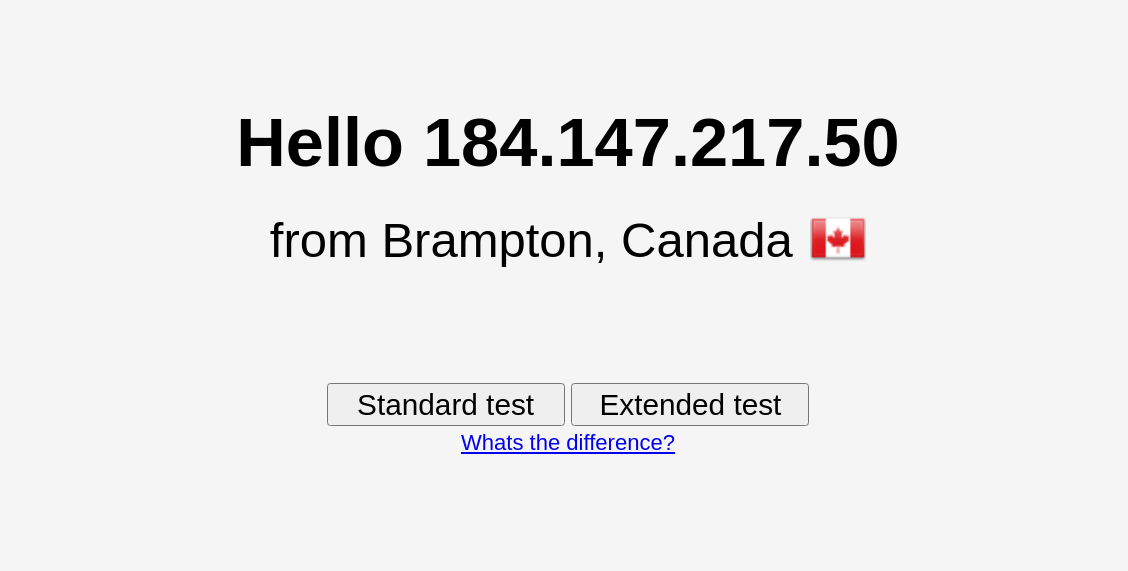 Hello 184.147.217.50
from Brampton, Canada
Standard test
Extended test
Whats the difference?